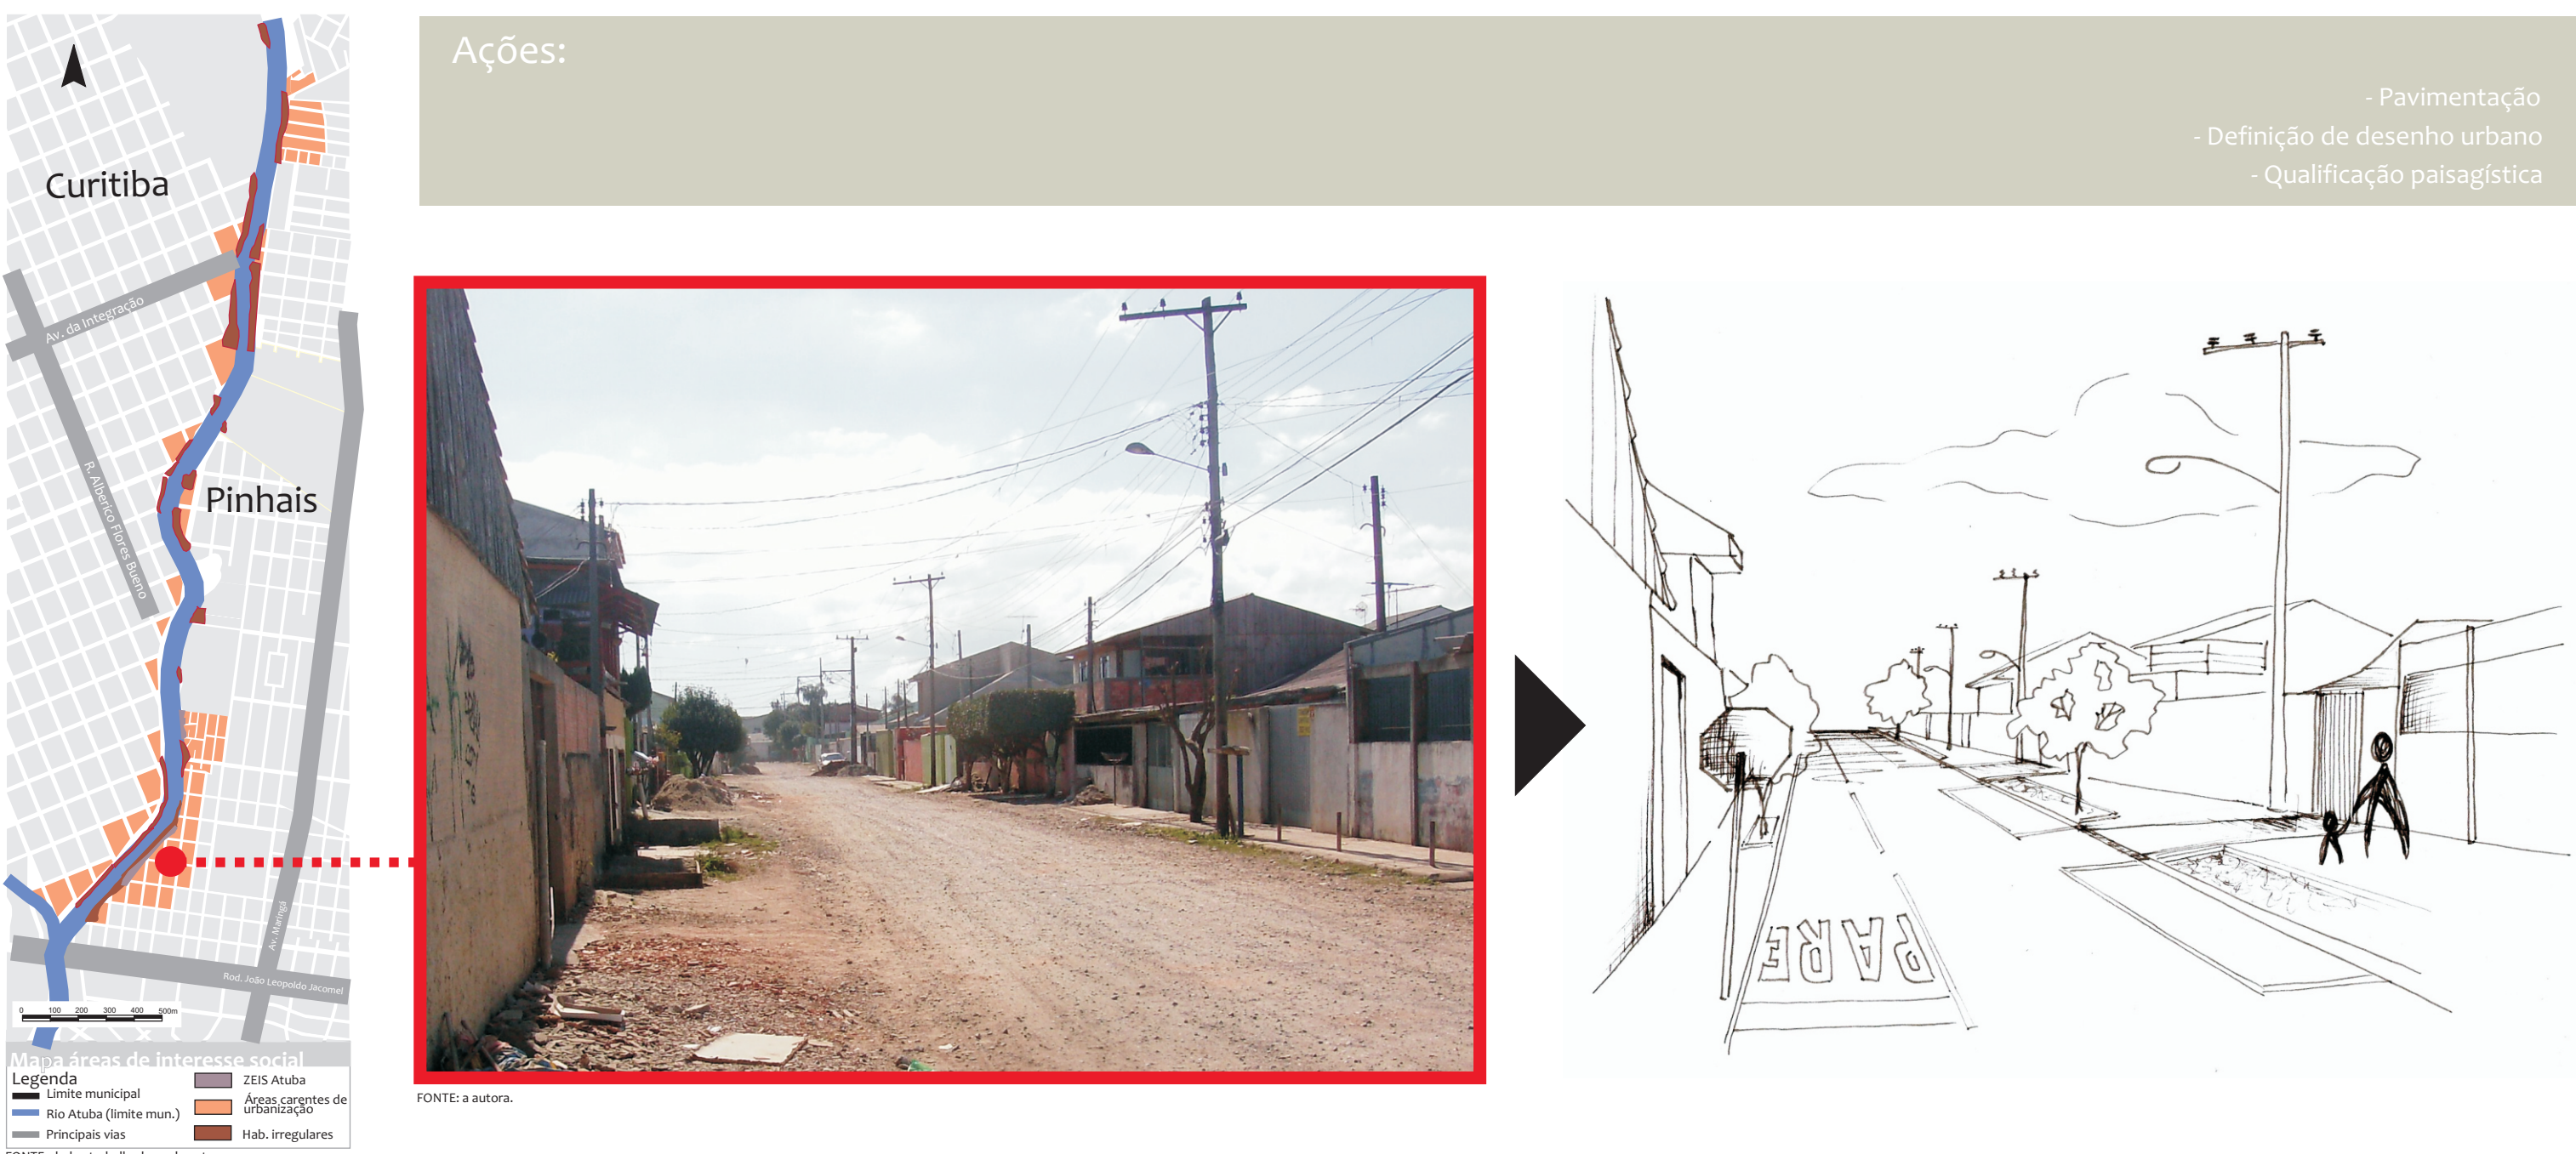 Ações:
- Pavimentação
- Definição de desenho urbano
- Qualificação paisagística
Curitiba
Av. da Integração
R. Alberico Flores Bueno
Pinhais
Av. Maringá
Rod. João Leopoldo Jacomel
0 100 200 300 400 500m
Mapa áreas de interesse social
Legenda
Limite municipal
Rio Atuba (limite mun.)
Principais vias
ZEIS Atuba
Áreas carentes de
urbanização
Hab. irregulares
FONTE: a autora.
PARE